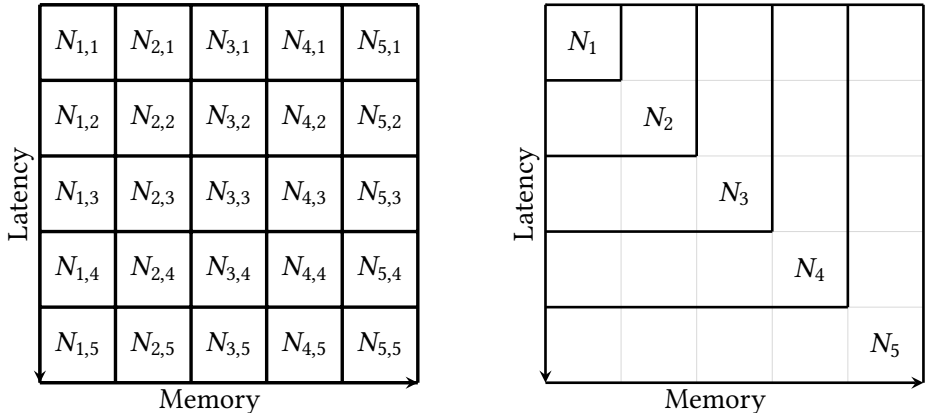 N1,1 N2,1 N3,1 N4,1 N5,1
N1,2 N2,2 N3,2 N4,2 N5,2
N1,3 N2,3 N3,3 N4,3 N5,3
N1,4 N2,4 N3,4 N4,4 N5,4
N1,5 N2,5 N3,5 N4,5 N5,5
Latency
Memory
N1
N2
N3
N4
N5
Latency
Memory